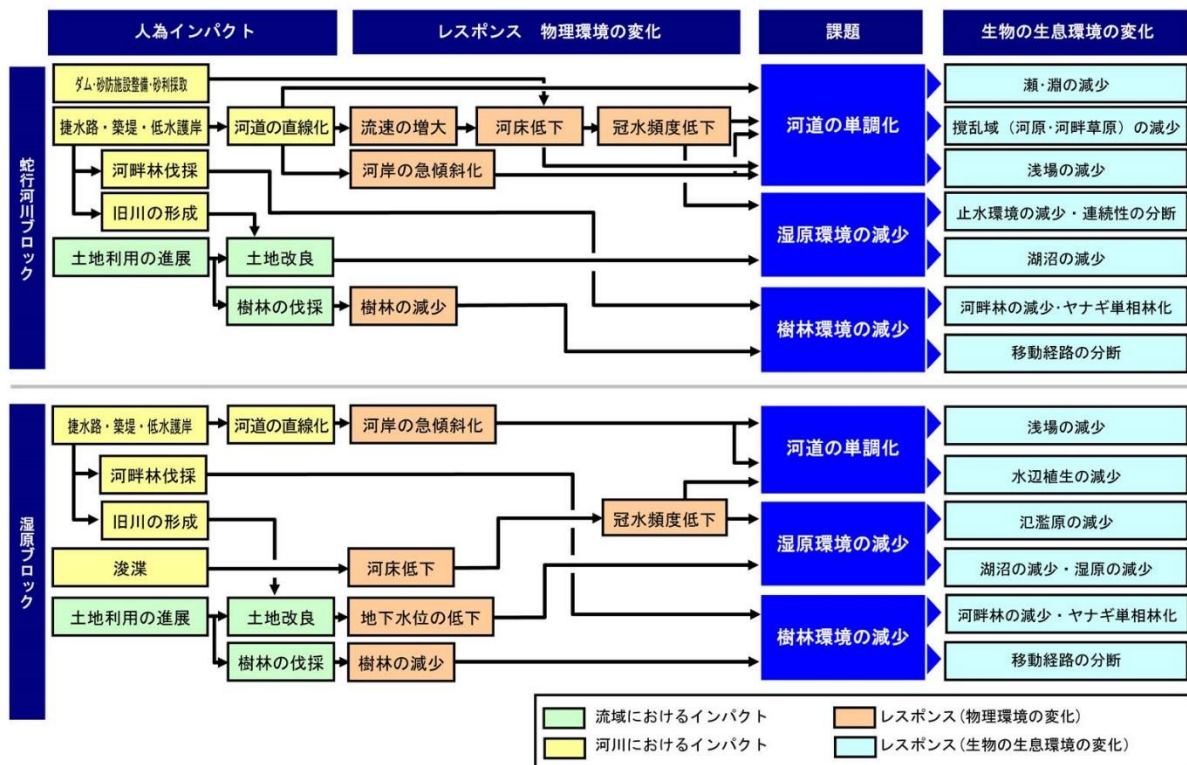 人為インパクト
レスポンス　物理環境の変化
課題
生物の生息環境の変化
蛇行河川ブロック
ダム・砂防施設整備・砂利採取
捷水路・築堤・低水護岸
河道の直線化
流速の増大
河床低下
冠水頻度低下
河畔林伐採
河岸の急傾斜化
旧川の形成
土地利用の進展
土地改良
樹林の伐採
樹林の減少
河道の単調化
湿原環境の減少
樹林環境の減少
瀬・淵の減少
撹乱域（河原・河畔草原）の減少
浅場の減少
止水環境の減少・連続性の分断
湖沼の減少
河畔林の減少・ヤナギ単相林化
移動経路の分断
湿原ブロック
捷水路・築堤・低水護岸
河道の直線化
河岸の急傾斜化
河畔林伐採
旧川の形成
冠水頻度低下
浚渫
河床低下
土地利用の進展
土地改良
地下水位の低下
樹林の伐採
樹林の減少
河道の単調化
湿原環境の減少
樹林環境の減少
浅場の減少
水辺植生の減少
氾濫原の減少
湖沼の減少・湿原の減少
河畔林の減少・ヤナギ単相林化
移動経路の分断
流域におけるインパクト
レスポンス(物理環境の変化)
河川におけるインパクト
レスポンス(生物の生息環境の変化)